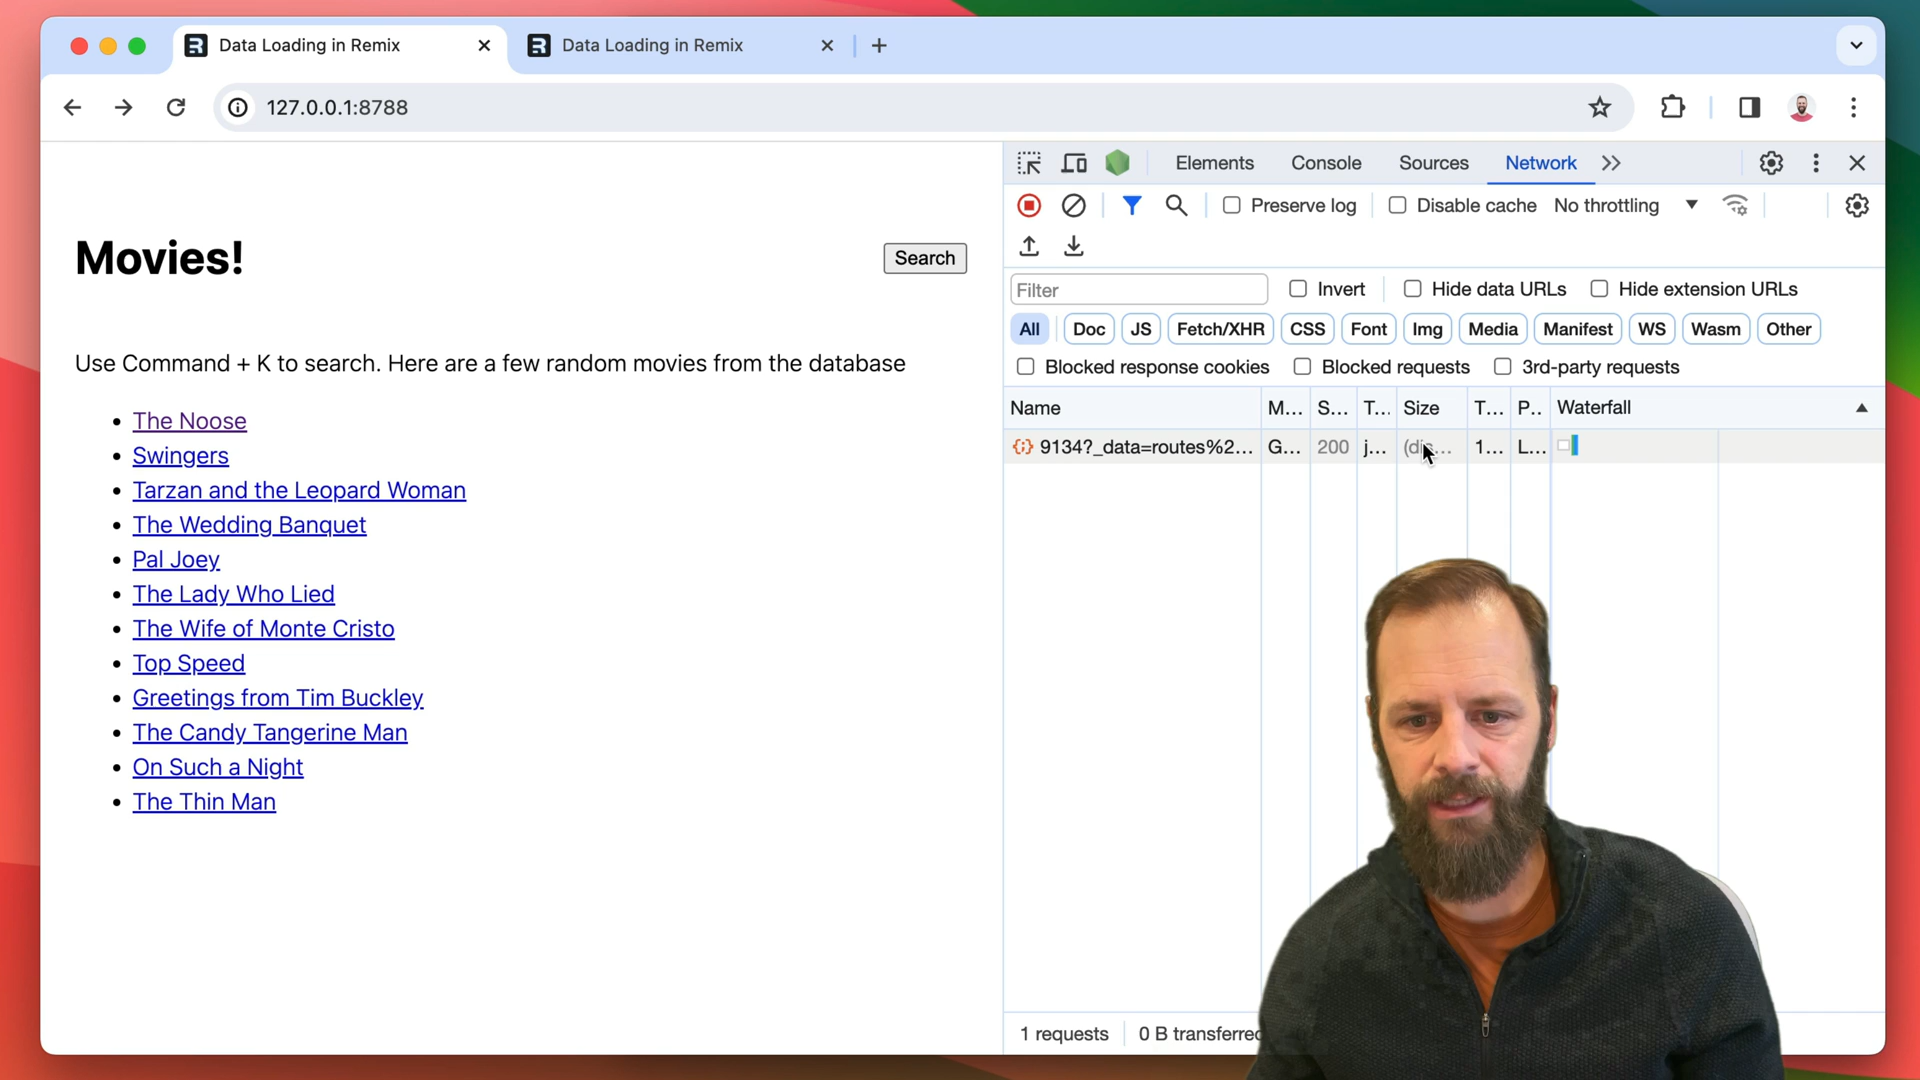 Data Loading in Remix
Data Loading in Remix
127.0.0.1:8788
Elements Console Sources Network
Preserve log Disable cache No throttling
Filter Invert Hide data URLs Hide extension URLs
All Doc JS Fetch/XHR CSS Font Img Media Manifest WS Wasm Other
Blocked response cookies Blocked requests 3rd-party requests
Name M... S... T... Size T... P.. Waterfall
9134?_data=routes%2... G... 200 j... 1... L...
1 requests 0 B transferred
Movies!
Search
Use Command + K to search. Here are a few random movies from the database
The Noose
Swingers
Tarzan and the Leopard Woman
The Wedding Banquet
Pal Joey
The Lady Who Lied
The Wife of Monte Cristo
Top Speed
Greetings from Tim Buckley
The Candy Tangerine Man
On Such a Night
The Thin Man